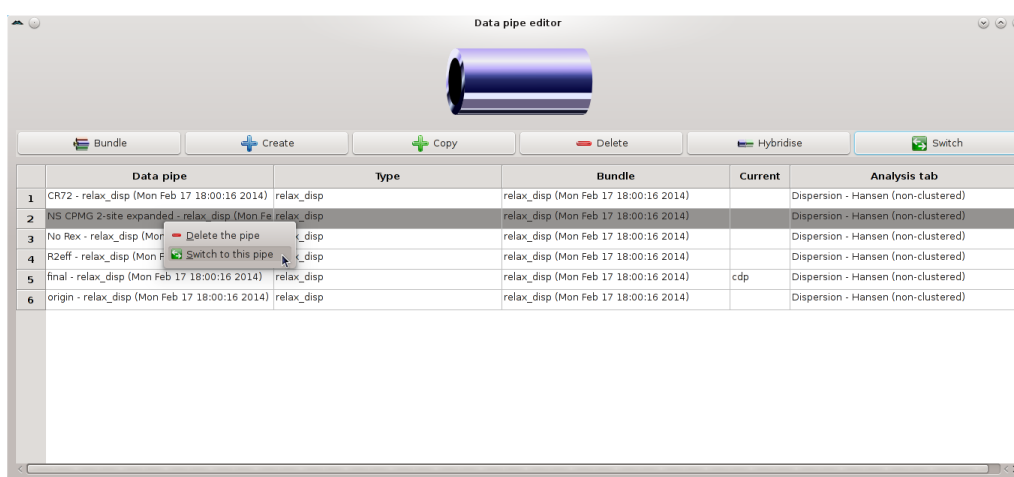 Data pipe editor
Bundle Create Copy Delete Hybridise Switch
Data pipe Type Bundle Current Analysis tab
1 CR72 - relax_disp (Mon Feb 17 18:00:16 2014) relax_disp relax_disp (Mon Feb 17 18:00:16 2014) Dispersion - Hansen (non-clustered)
2 NS CPMG 2-site expanded - relax_disp (Mon Fe relax_disp relax_disp (Mon Feb 17 18:00:16 2014) Dispersion - Hansen (non-clustered)
3 No Rex - relax_disp (Mon _disp relax_disp (Mon Feb 17 18:00:16 2014) Dispersion - Hansen (non-clustered)
Delete the pipe
4 R2eff - relax_disp (Mon F _disp relax_disp (Mon Feb 17 18:00:16 2014) Dispersion - Hansen (non-clustered)
Switch to this pipe
5 final - relax_disp (Mon Feb 17 18:00:16 2014) relax_disp relax_disp (Mon Feb 17 18:00:16 2014) cdp Dispersion - Hansen (non-clustered)
6 origin - relax_disp (Mon Feb 17 18:00:16 2014) relax_disp relax_disp (Mon Feb 17 18:00:16 2014) Dispersion - Hansen (non-clustered)